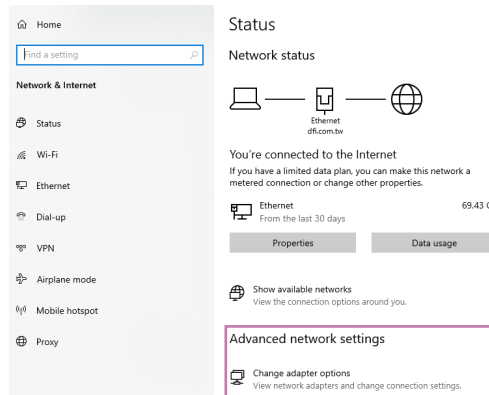 Home
Find a setting
Network & Internet
Status
Wi-Fi
Ethernet
Dial-up
VPN
Airplane mode
Mobile hotspot
Proxy
Status
Network status
Ethernet
dfi.com.tw
You're connected to the Internet
If you have a limited data plan, you can make this network a
metered connection or change other properties.
Ethernet
69.43
From the last 30 days
Properties
Data usage
Show available networks
View the connection options around you.
Advanced network settings
Change adapter options
View network adapters and change connection settings.